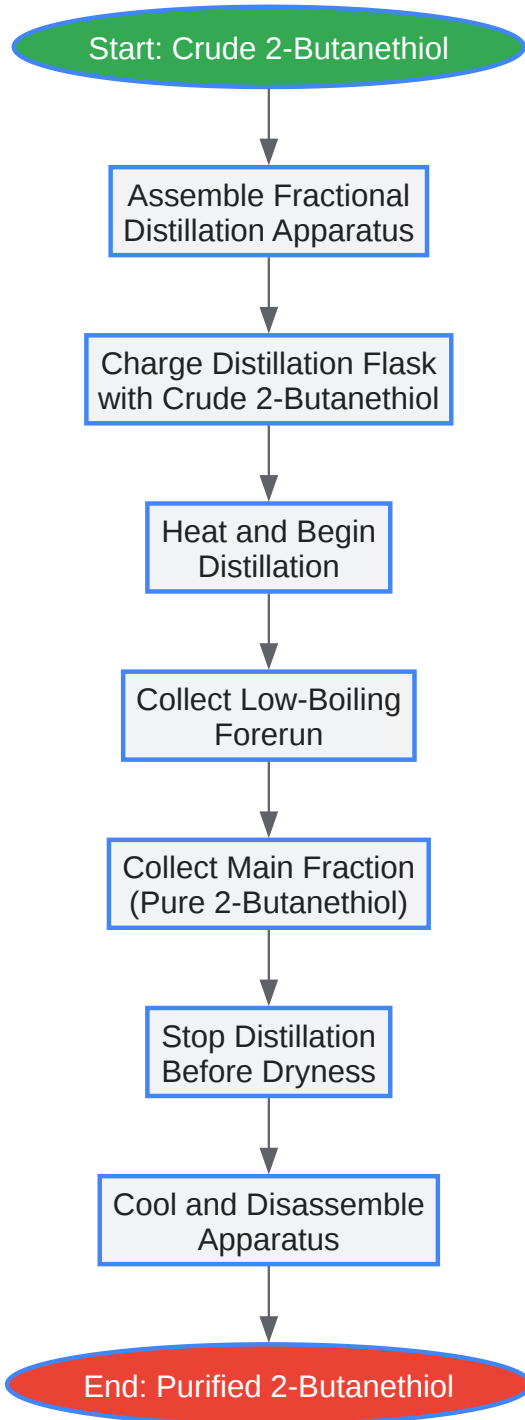 Start: Crude 2-Butanethiol
Assemble Fractional
Distillation Apparatus
Charge Distillation Flask
with Crude 2-Butanethiol
Heat and Begin
Distillation
Collect Low-Boiling
Forerun
Collect Main Fraction
(Pure 2-Butanethiol)
Stop Distillation
Before Dryness
Cool and Disassemble
Apparatus
End: Purified 2-Butanethiol